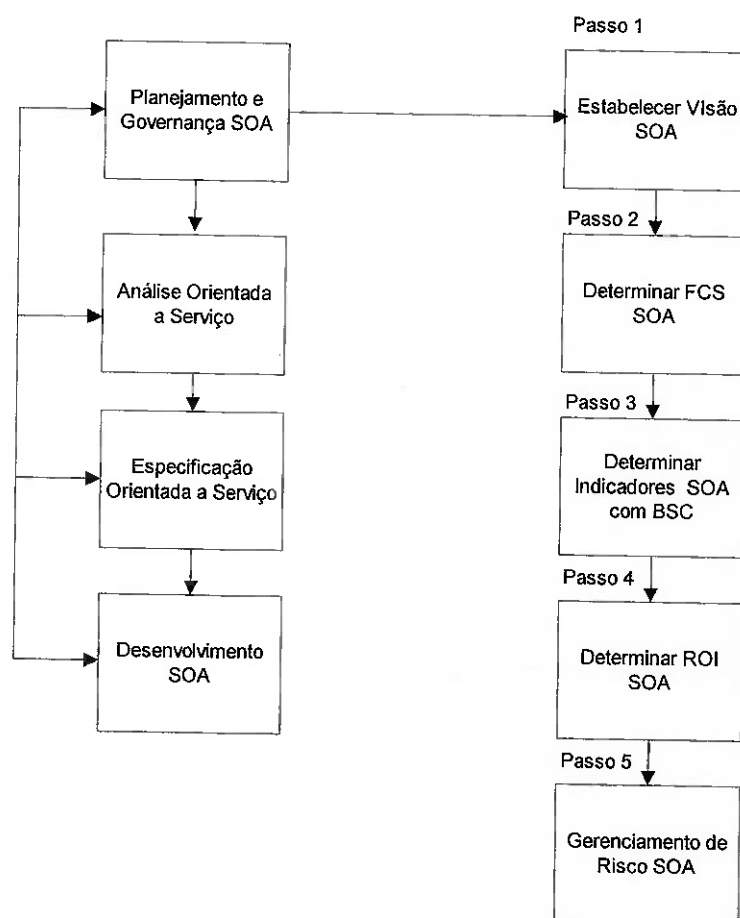 Planejamento e
Governança SOA
Análise Orientada
a Serviço
Especificação
Orientada a Serviço
Desenvolvimento
SOA
Passo 1
Estabelecer Visão
SOA
Passo 2
Determinar FCS
SOA
Passo 3
Determinar
Indicadores SOA
com BSC
Passo 4
Determinar ROI
SOA
Passo 5
Gerenciamento de
Risco SOA